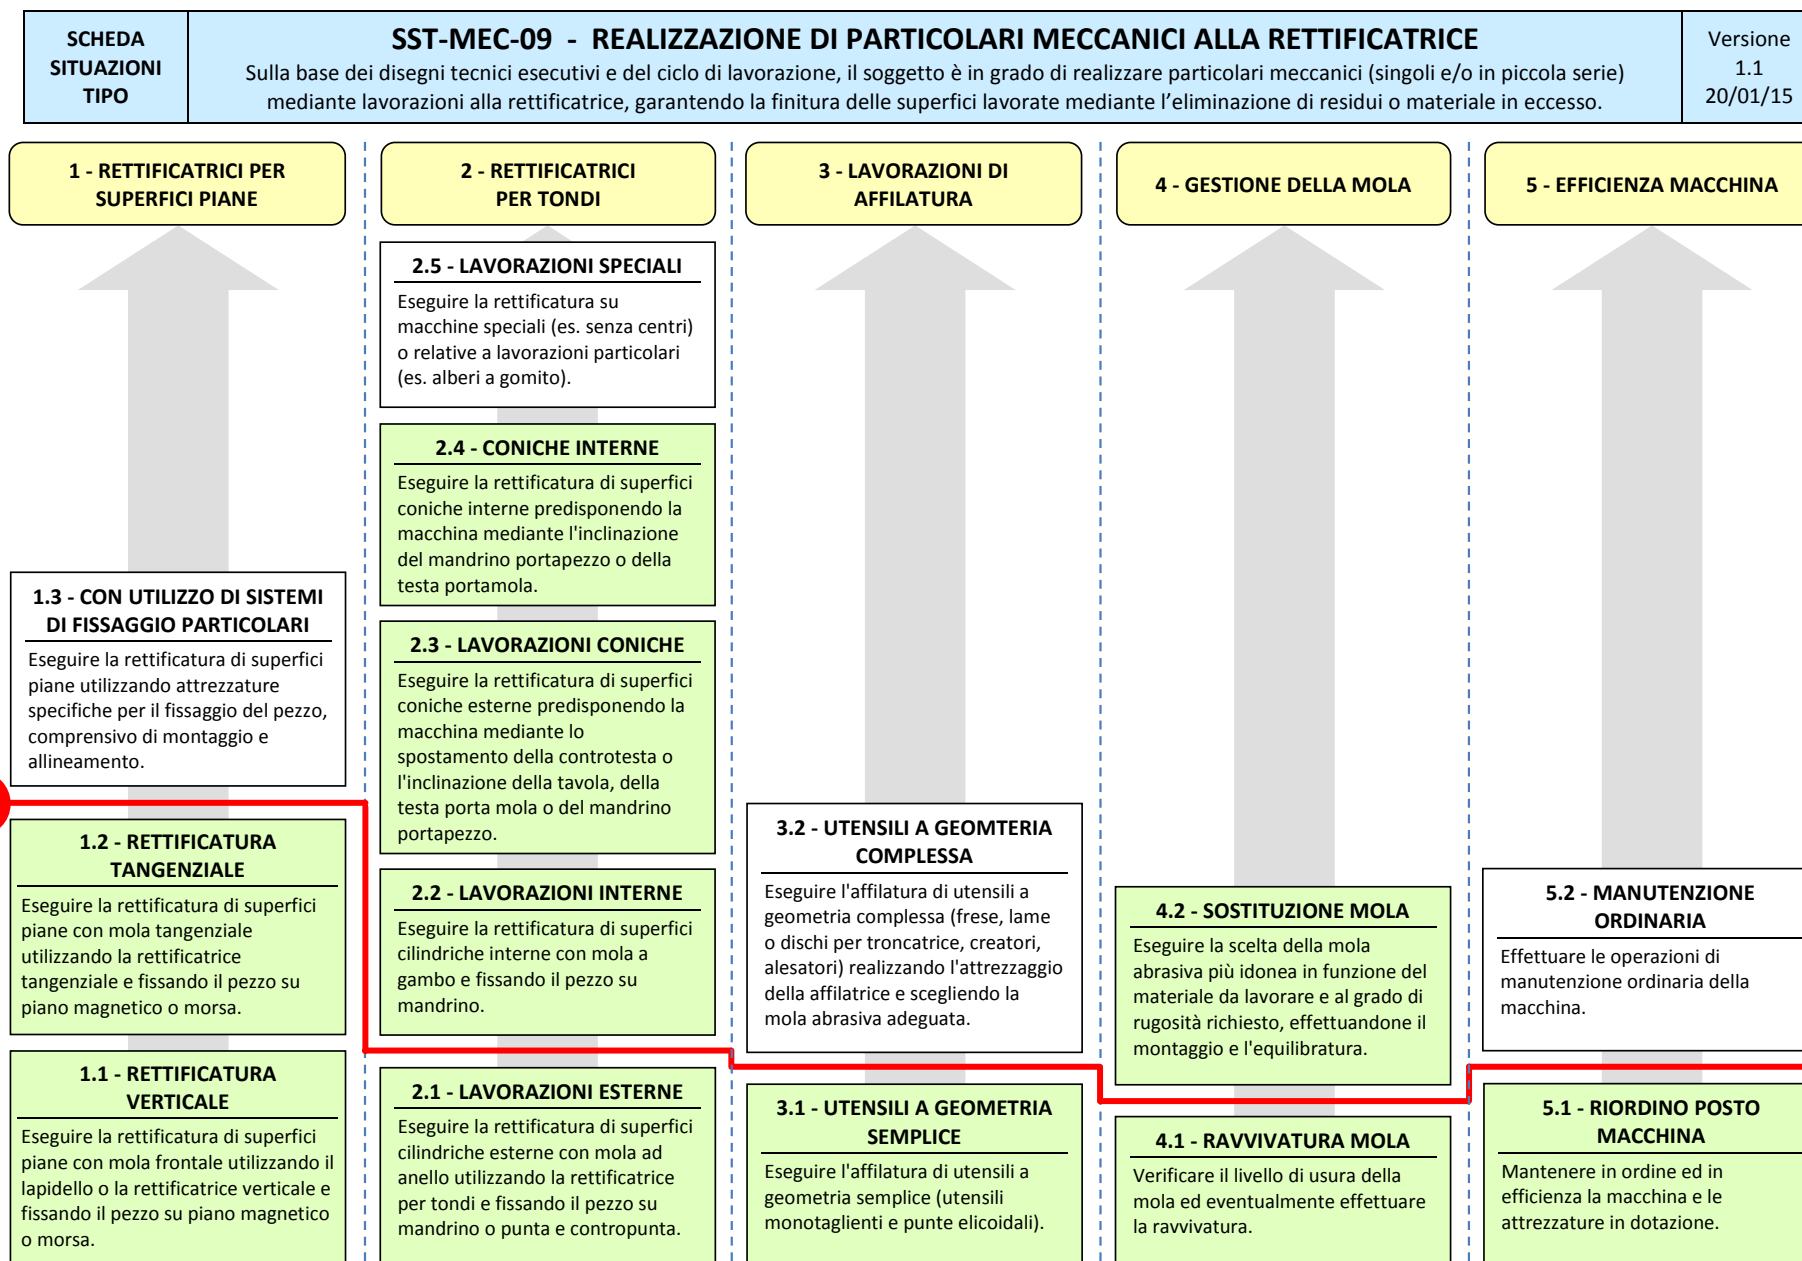 SCHEDA
SITUAZIONI
TIPO
SST-MEC-09 - REALIZZAZIONE DI PARTICOLARI MECCANICI ALLA RETTIFICATRICE
Sulla base dei disegni tecnici esecutivi e del ciclo di lavorazione, il soggetto è in grado di realizzare particolari meccanici (singoli e/o in piccola serie)
mediante lavorazioni alla rettificatrice, garantendo la finitura delle superfici lavorate mediante l’eliminazione di residui o materiale in eccesso.
Versione
1.1
20/01/15
1 - RETTIFICATRICI PER
SUPERFICI PIANE
1.3 - CON UTILIZZO DI SISTEMI
DI FISSAGGIO PARTICOLARI
Eseguire la rettificatura di superfici
piane utilizzando attrezzature
specifiche per il fissaggio del pezzo,
comprensivo di montaggio e
allineamento.
1.2 - RETTIFICATURA
TANGENZIALE
Eseguire la rettificatura di superfici
piane con mola tangenziale
utilizzando la rettificatrice
tangenziale e fissando il pezzo su
piano magnetico o morsa.
1.1 - RETTIFICATURA
VERTICALE
Eseguire la rettificatura di superfici
piane con mola frontale utilizzando il
lapidello o la rettificatrice verticale e
fissando il pezzo su piano magnetico
o morsa.
2 - RETTIFICATRICI
PER TONDI
2.5 - LAVORAZIONI SPECIALI
Eseguire la rettificatura su
macchine speciali (es. senza centri)
o relative a lavorazioni particolari
(es. alberi a gomito).
2.4 - CONICHE INTERNE
Eseguire la rettificatura di superfici
coniche interne predisponendo la
macchina mediante l'inclinazione
del mandrino portapezzo o della
testa portamola.
2.3 - LAVORAZIONI CONICHE
Eseguire la rettificatura di superfici
coniche esterne predisponendo la
macchina mediante lo
spostamento della controtesta o
l'inclinazione della tavola, della
testa porta mola o del mandrino
portapezzo.
2.2 - LAVORAZIONI INTERNE
Eseguire la rettificatura di superfici
cilindriche interne con mola a
gambo e fissando il pezzo su
mandrino.
2.1 - LAVORAZIONI ESTERNE
Eseguire la rettificatura di superfici
cilindriche esterne con mola ad
anello utilizzando la rettificatrice
per tondi e fissando il pezzo su
mandrino o punta e contropunta.
3 - LAVORAZIONI DI
AFFILATURA
3.2 - UTENSILI A GEOMTERIA
COMPLESSA
Eseguire l'affilatura di utensili a
geometria complessa (frese, lame
o dischi per troncatrice, creatori,
alesatori) realizzando l'attrezzaggio
della affilatrice e scegliendo la
mola abrasiva adeguata.
3.1 - UTENSILI A GEOMETRIA
SEMPLICE
Eseguire l'affilatura di utensili a
geometria semplice (utensili
monotaglienti e punte elicoidali).
4 - GESTIONE DELLA MOLA
4.2 - SOSTITUZIONE MOLA
Eseguire la scelta della mola
abrasiva più idonea in funzione del
materiale da lavorare e al grado di
rugosità richiesto, effettuandone il
montaggio e l'equilibratura.
4.1 - RAVVIVATURA MOLA
Verificare il livello di usura della
mola ed eventualmente effettuare
la ravvivatura.
5 - EFFICIENZA MACCHINA
5.2 - MANUTENZIONE
ORDINARIA
Effettuare le operazioni di
manutenzione ordinaria della
macchina.
5.1 - RIORDINO POSTO
MACCHINA
Mantenere in ordine ed in
efficienza la macchina e le
attrezzature in dotazione.